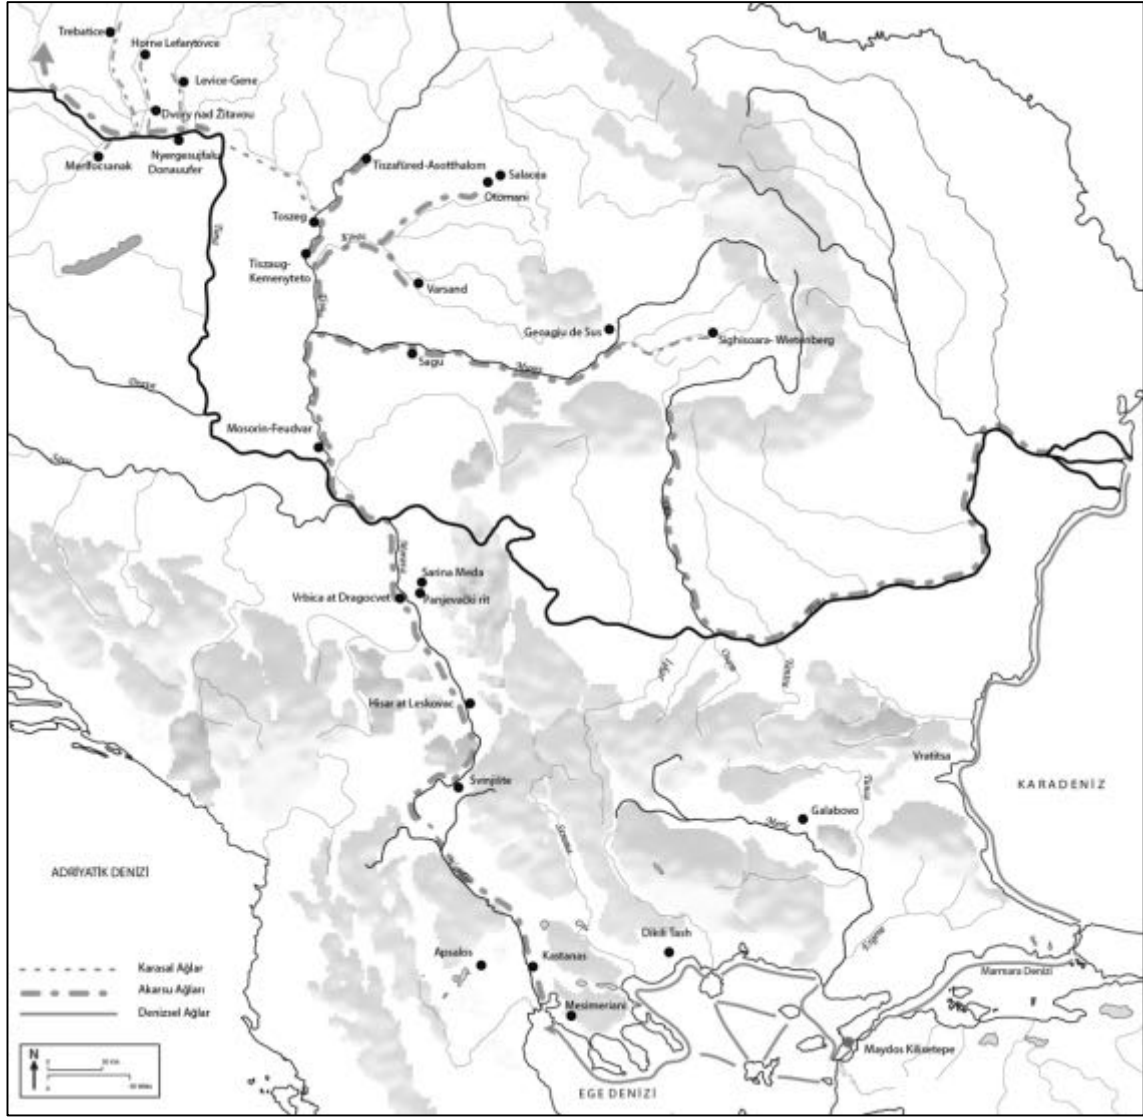 Trebatice
Horne Lefantovce
Levice-Gene
Dvory nad Žitavou
Nyergesujfalu
Donauufer
Tiszafüred-Asotthalom
Salacea
Otomani
Toszeg
Tiszaug-
Kemenyteto
Varsand
Geoagiu de Sus
Sighisoara- Wietenberg
Sagu
Mosorin-Feudvar
Sarina Meda
Panjevački rit
Vrbica at Dragocvet
Hisar at Leskovac
Svinjište
Vratitsa
KARADENİZ
Galabovo
ADRİYATİK DENİZİ
Dikili Tash
Apsalos
Kastanas
Marmara Denizi
Mesimeriani
Maydos Kilisetepe
EGE DENİZİ
Karasal Ağlar
Akarsu Ağları
Denizsel Ağlar
N